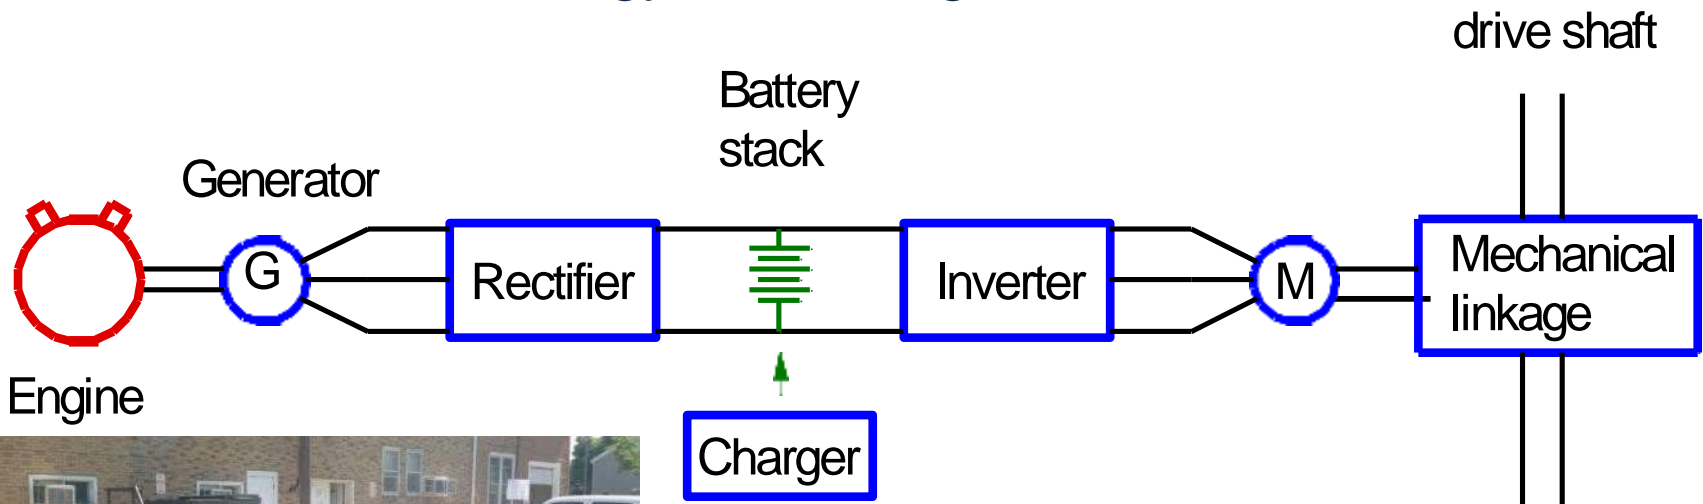 drive shaft
Battery
stack
Generator
G
Rectifier
Inverter
M
Mechanical
linkage
Engine
Charger